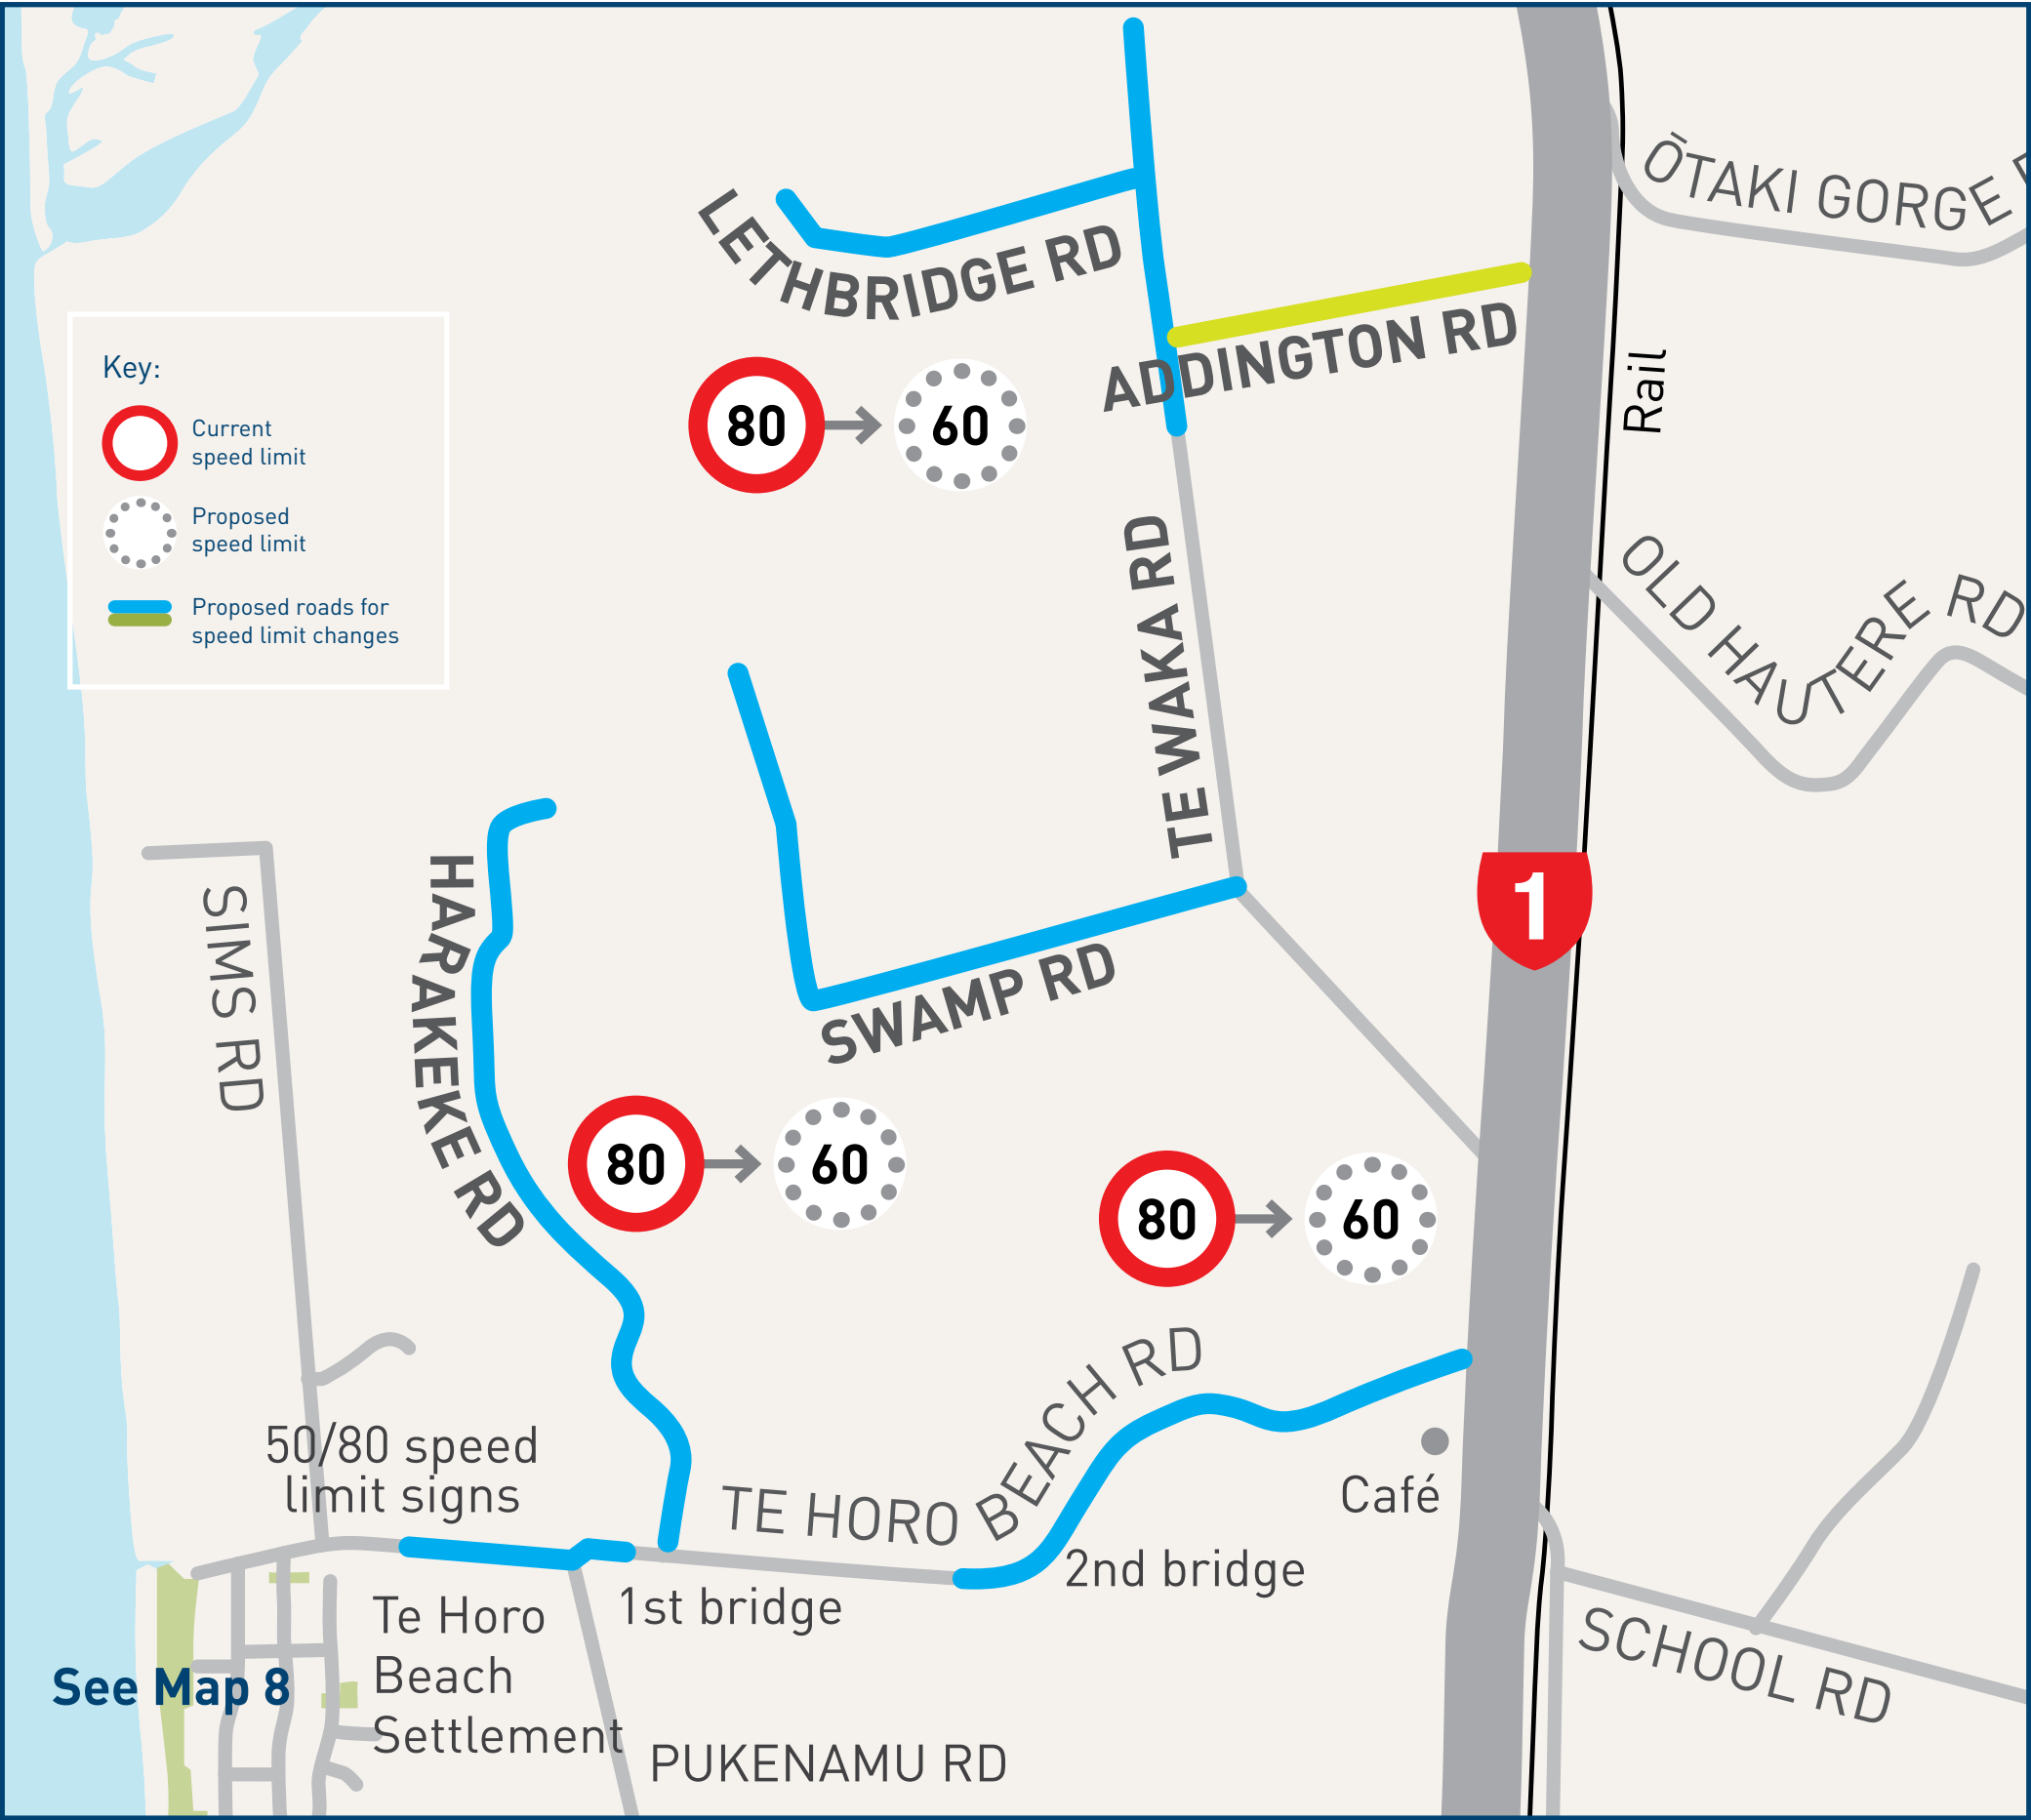 ŌTAKI GORGE
LETHBRIDGE RD
ADDINGTON RD
Rail
Key:
Current
speed limit
Proposed
speed limit
Proposed roads for
speed limit changes
80
60
TE WAKA RD
OLD HAUTERE RD
SIMS RD
HARAKEKE RD
SWAMP RD
1
80
60
80
60
50/80 speed
limit signs
TE HORO BEACH RD
Café
2nd bridge
1st bridge
Te Horo
Beach
Settlement
See Map 8
PUKENAMU RD
SCHOOL RD